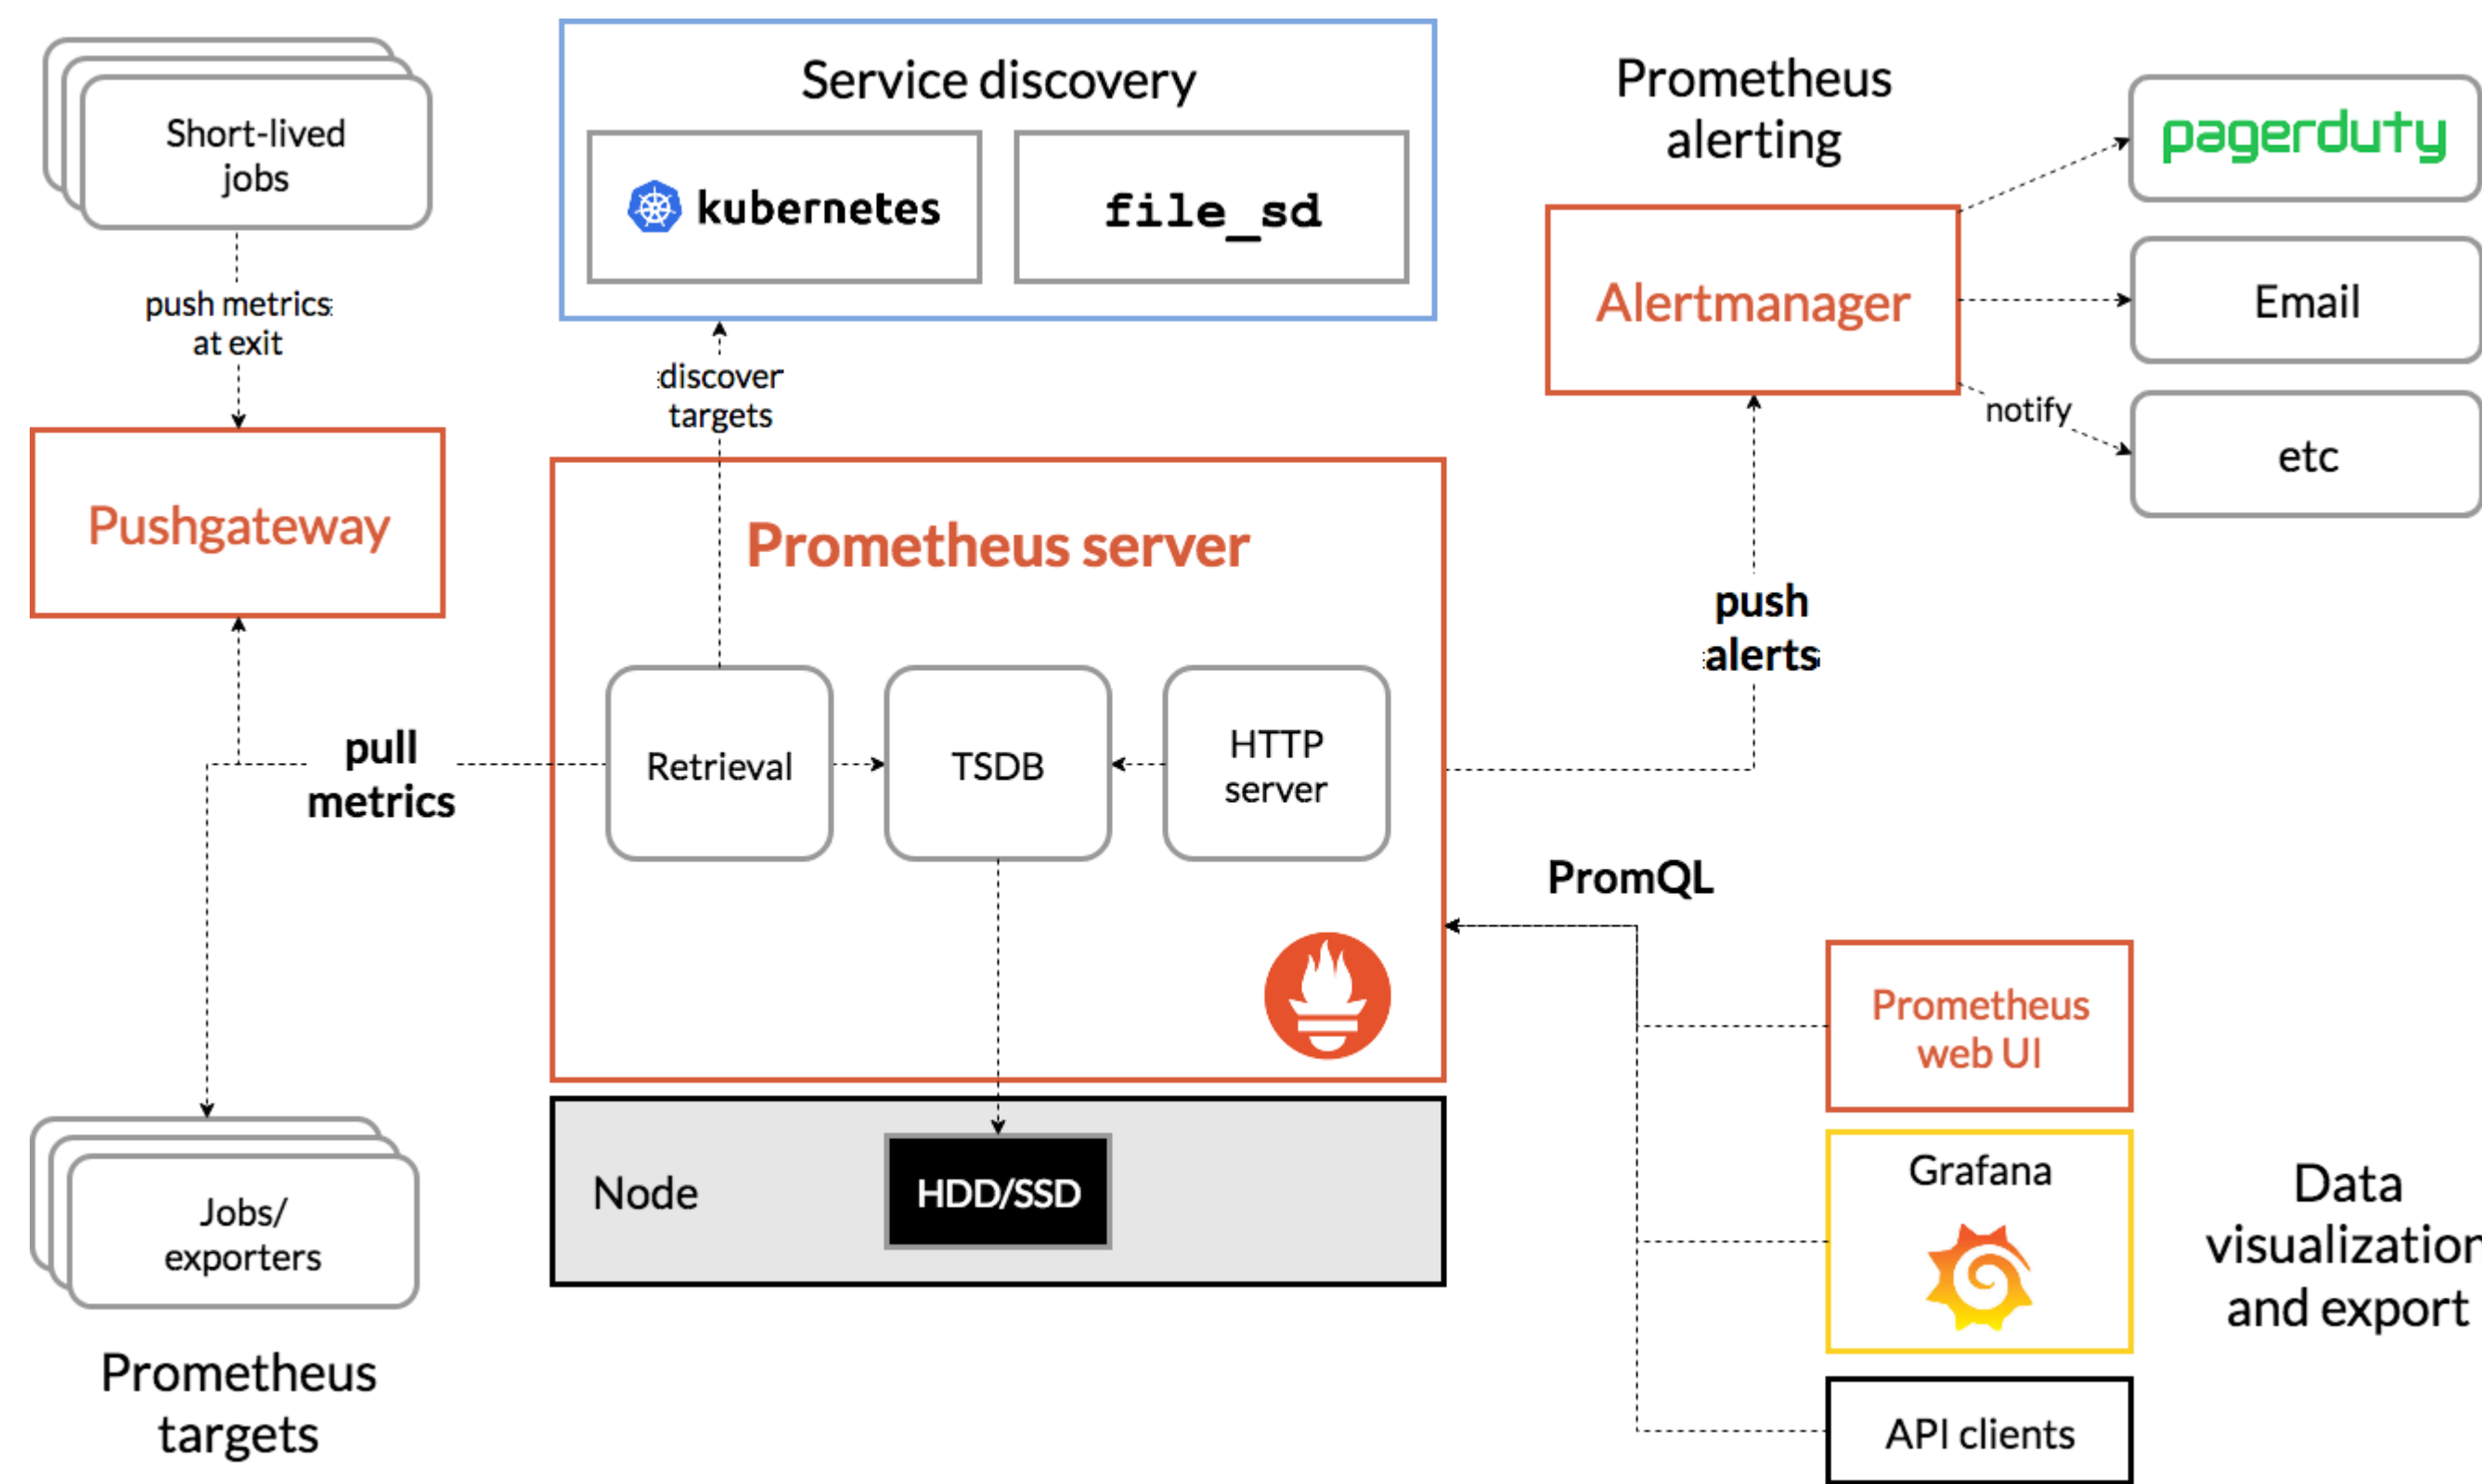 Short-lived
jobs
push metrics
at exit
Pushgateway
pull
metrics
Jobs/
exporters
Prometheus
targets
Service discovery
kubernetes
file_sd
discover
targets
Prometheus server
Retrieval
TSDB
HTTP
server
Node
HDD/SSD
Prometheus
alerting
Alertmanager
pagerduty
Email
notify
etc
push
alerts
PromQL
Prometheus
web UI
Grafana
API clients
Data
visualization
and export